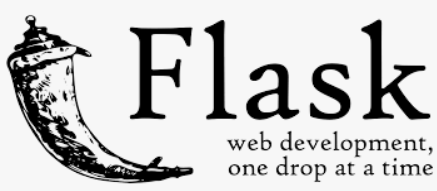 Flask
web development,
one drop at a time